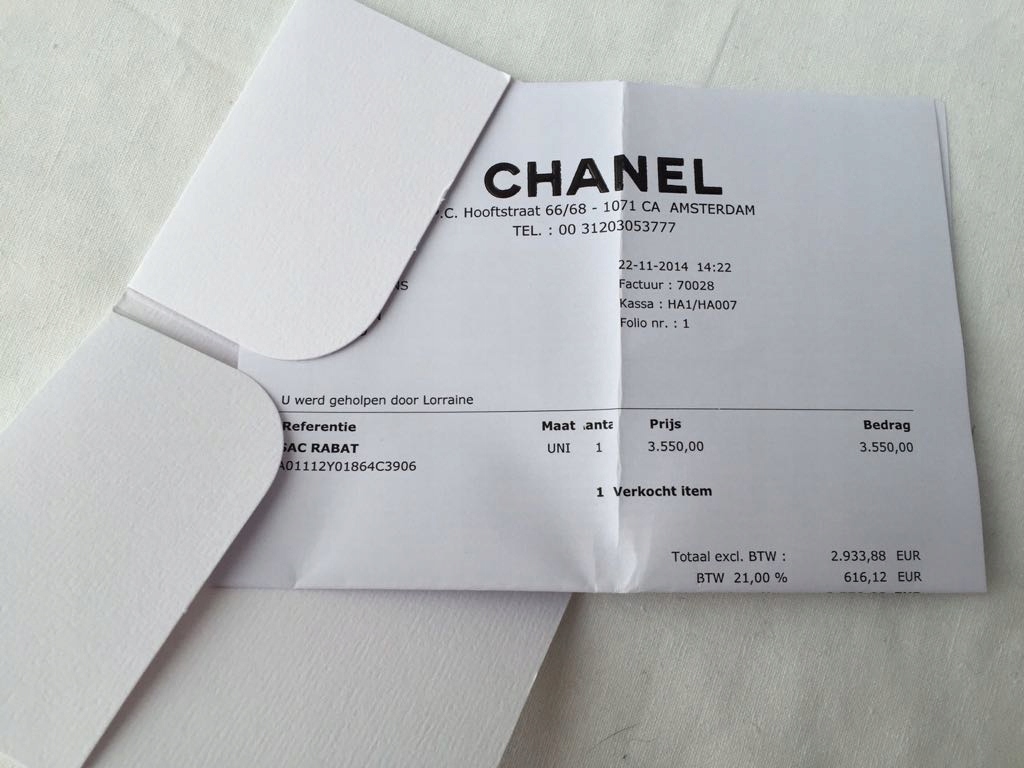 CHANEL
P.C. Hooftstraat 66/68 - 1071 CA AMSTERDAM
TEL. : 00 31203053777
22-11-2014 14:22
NS
Factuur : 70028
Kassa : HA1/HA007
Folio nr. : 1
U werd geholpen door Lorraine
Referentie Maat anta Prijs Bedrag
SAC RABAT UNI 1 3.550,00 3.550,00
A01112Y01864C3906
1 Verkocht item
Totaal excl. BTW : 2.933,88 EUR
BTW 21,00 % 616,12 EUR